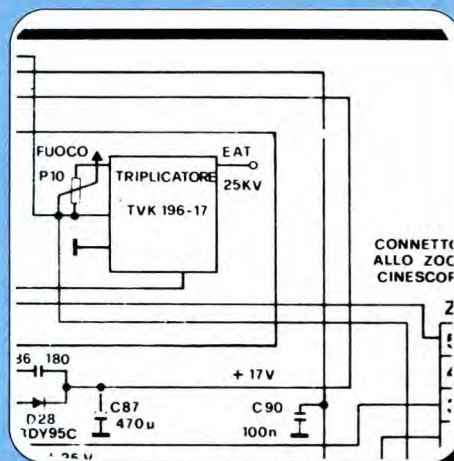 FUOCO
P10
EAT
TRIPLICATORE
25KV
TVK 196-17
CONNETT
ALLO ZOC
CINESCOP
180
+ 17V
C87
470µ
C90
100n
D28
+ 25 V